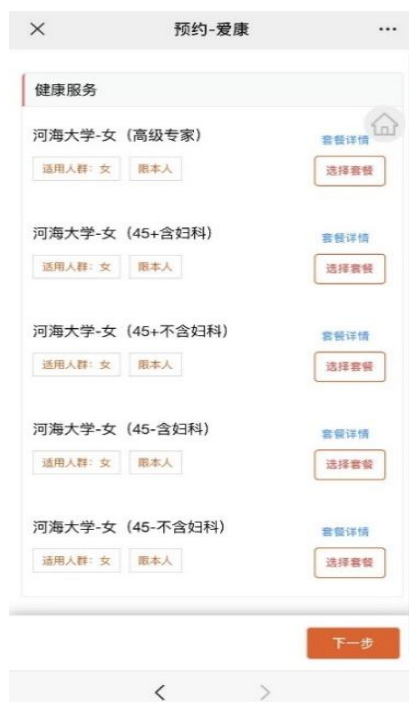 预约-爱康
健康服务
河海大学-女（高级专家）
套餐详情
适用人群：女 限本人
选择套餐
河海大学-女（45+含妇科）
套餐详情
适用人群：女 限本人
选择套餐
河海大学-女（45+不含妇科）
套餐详情
适用人群：女 限本人
选择套餐
河海大学-女（45-含妇科）
套餐详情
适用人群：女 限本人
选择套餐
河海大学-女（45-不含妇科）
套餐详情
适用人群：女 限本人
选择套餐
下一步